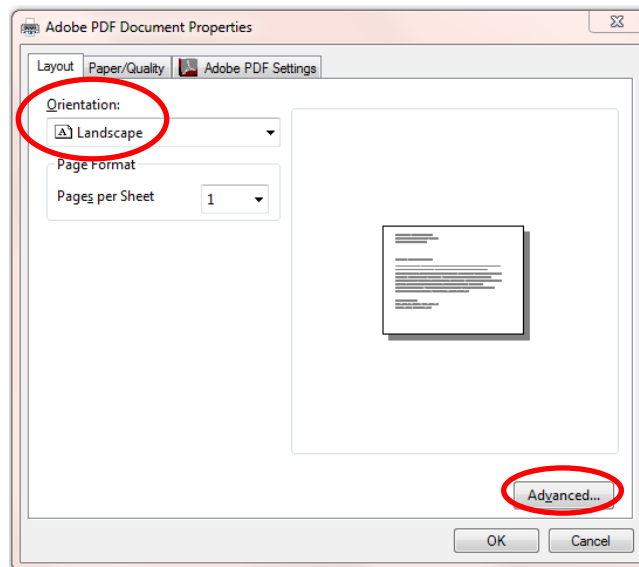 Adobe PDF Document Properties
Layout Paper/Quality Adobe PDF Settings
Orientation:
A Landscape
Page Format
Pages per Sheet 1
Advanced...
OK Cancel